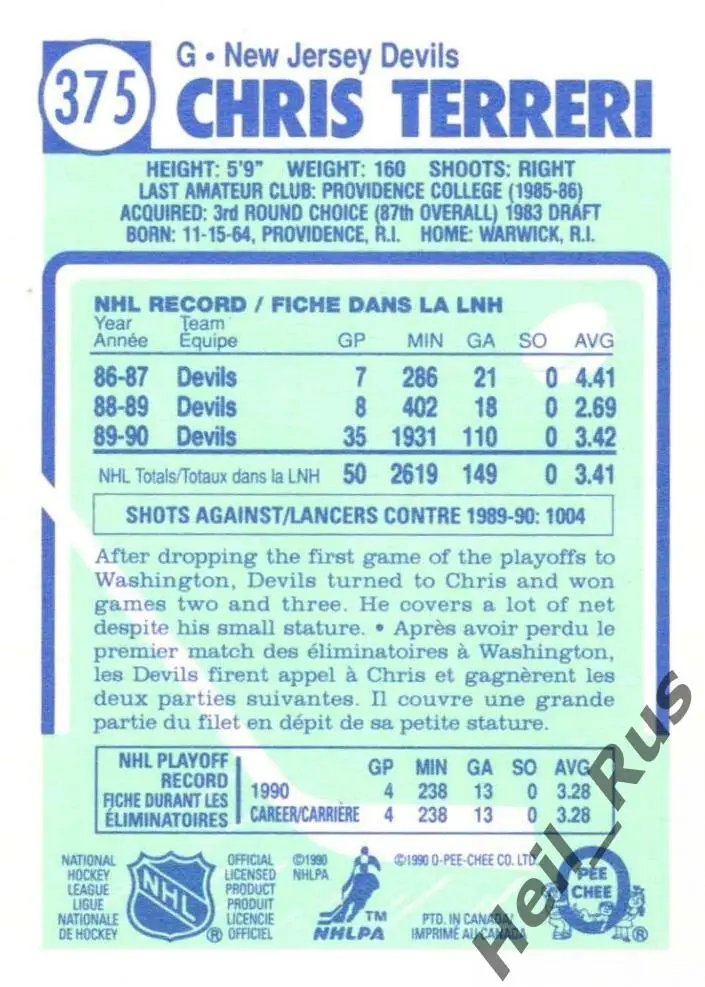 375
G • New Jersey Devils
CHRIS TERRERI
HEIGHT: 5'9" WEIGHT: 160 SHOOTS: RIGHT
LAST AMATEUR CLUB: PROVIDENCE COLLEGE (1985-86)
ACQUIRED: 3rd ROUND CHOICE (87th OVERALL) 1983 DRAFT
BORN: 11-15-64, PROVIDENCE, R.I. HOME: WARWICK, R.I.
NHL RECORD / FICHE DANS LA LNH
Year Team
Année Équipe GP MIN GA SO AVG
86-87 Devils 7 286 21 0 4.41
88-89 Devils 8 402 18 0 2.69
89-90 Devils 35 1931 110 0 3.42
NHL Totals/Totaux dans la LNH 50 2619 149 0 3.41
SHOTS AGAINST/LANCERS CONTRE 1989-90: 1004
After dropping the first game of the playoffs to
Washington, Devils turned to Chris and won
games two and three. He covers a lot of net
despite his small stature. • Après avoir perdu le
premier match des éliminatoires à Washington,
les Devils firent appel à Chris et gagnèrent les
deux parties suivantes. Il couvre une grande
partie du filet en dépit de sa petite stature.
NHL PLAYOFF
RECORD
FICHE DURANT LES
ÉLIMINATOIRES
GP MIN GA SO AVG
1990 4 238 13 0 3.28
CAREER/CARRIÈRE 4 238 13 0 3.28
NATIONAL
HOCKEY
LEAGUE
LIGUE
NATIONALE
DE HOCKEY
NHL
®
OFFICIAL
LICENSED
PRODUCT
PRODUIT
LICENCIE
OFFICIEL
©1990
NHLPA
TM
NHLPA
©1990 O-PEE-CHEE CO. LTD.
PTD. IN CANADA/
IMPRIMÉ AU CANADA
O
PEE
CHEE
®
Heil_Rus